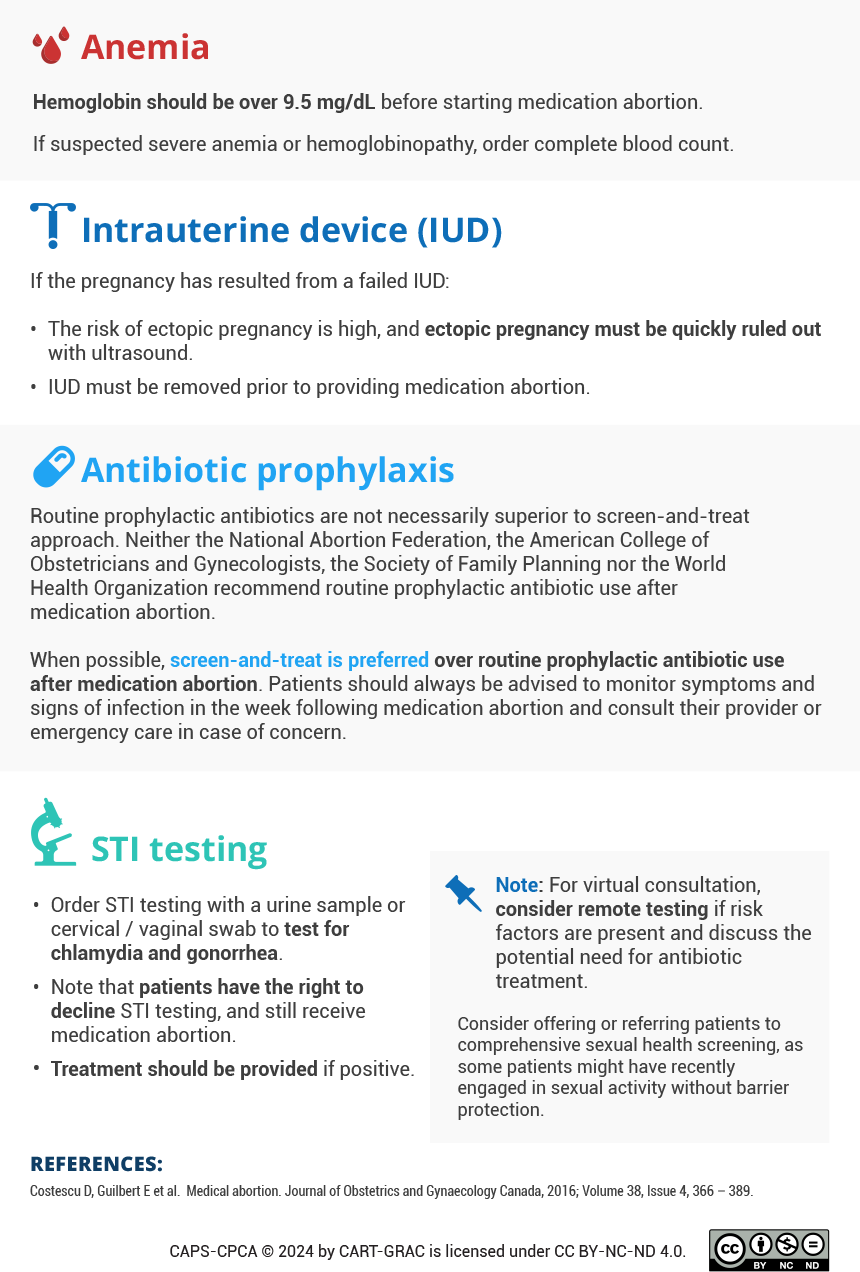 Anemia
Hemoglobin should be over 9.5 mg/dL before starting medication abortion.
If suspected severe anemia or hemoglobinopathy, order complete blood count.
Intrauterine device (IUD)
If the pregnancy has resulted from a failed IUD:
• The risk of ectopic pregnancy is high, and ectopic pregnancy must be quickly ruled out
with ultrasound.
• IUD must be removed prior to providing medication abortion.
Antibiotic prophylaxis
Routine prophylactic antibiotics are not necessarily superior to screen-and-treat
approach. Neither the National Abortion Federation, the American College of
Obstetricians and Gynecologists, the Society of Family Planning nor the World
Health Organization recommend routine prophylactic antibiotic use after
medication abortion.
When possible, screen-and-treat is preferred over routine prophylactic antibiotic use
after medication abortion. Patients should always be advised to monitor symptoms and
signs of infection in the week following medication abortion and consult their provider or
emergency care in case of concern.
STI testing
• Order STI testing with a urine sample or
cervical / vaginal swab to test for
chlamydia and gonorrhea.
• Note that patients have the right to
decline STI testing, and still receive
medication abortion.
• Treatment should be provided if positive.
Note: For virtual consultation,
consider remote testing if risk
factors are present and discuss the
potential need for antibiotic
treatment.
Consider offering or referring patients to
comprehensive sexual health screening, as
some patients might have recently
engaged in sexual activity without barrier
protection.
REFERENCES:
Costescu D, Guilbert E et al. Medical abortion. Journal of Obstetrics and Gynaecology Canada, 2016; Volume 38, Issue 4, 366 – 389.
CAPS-CPCA © 2024 by CART-GRAC is licensed under CC BY-NC-ND 4.0.
cc BY NC ND